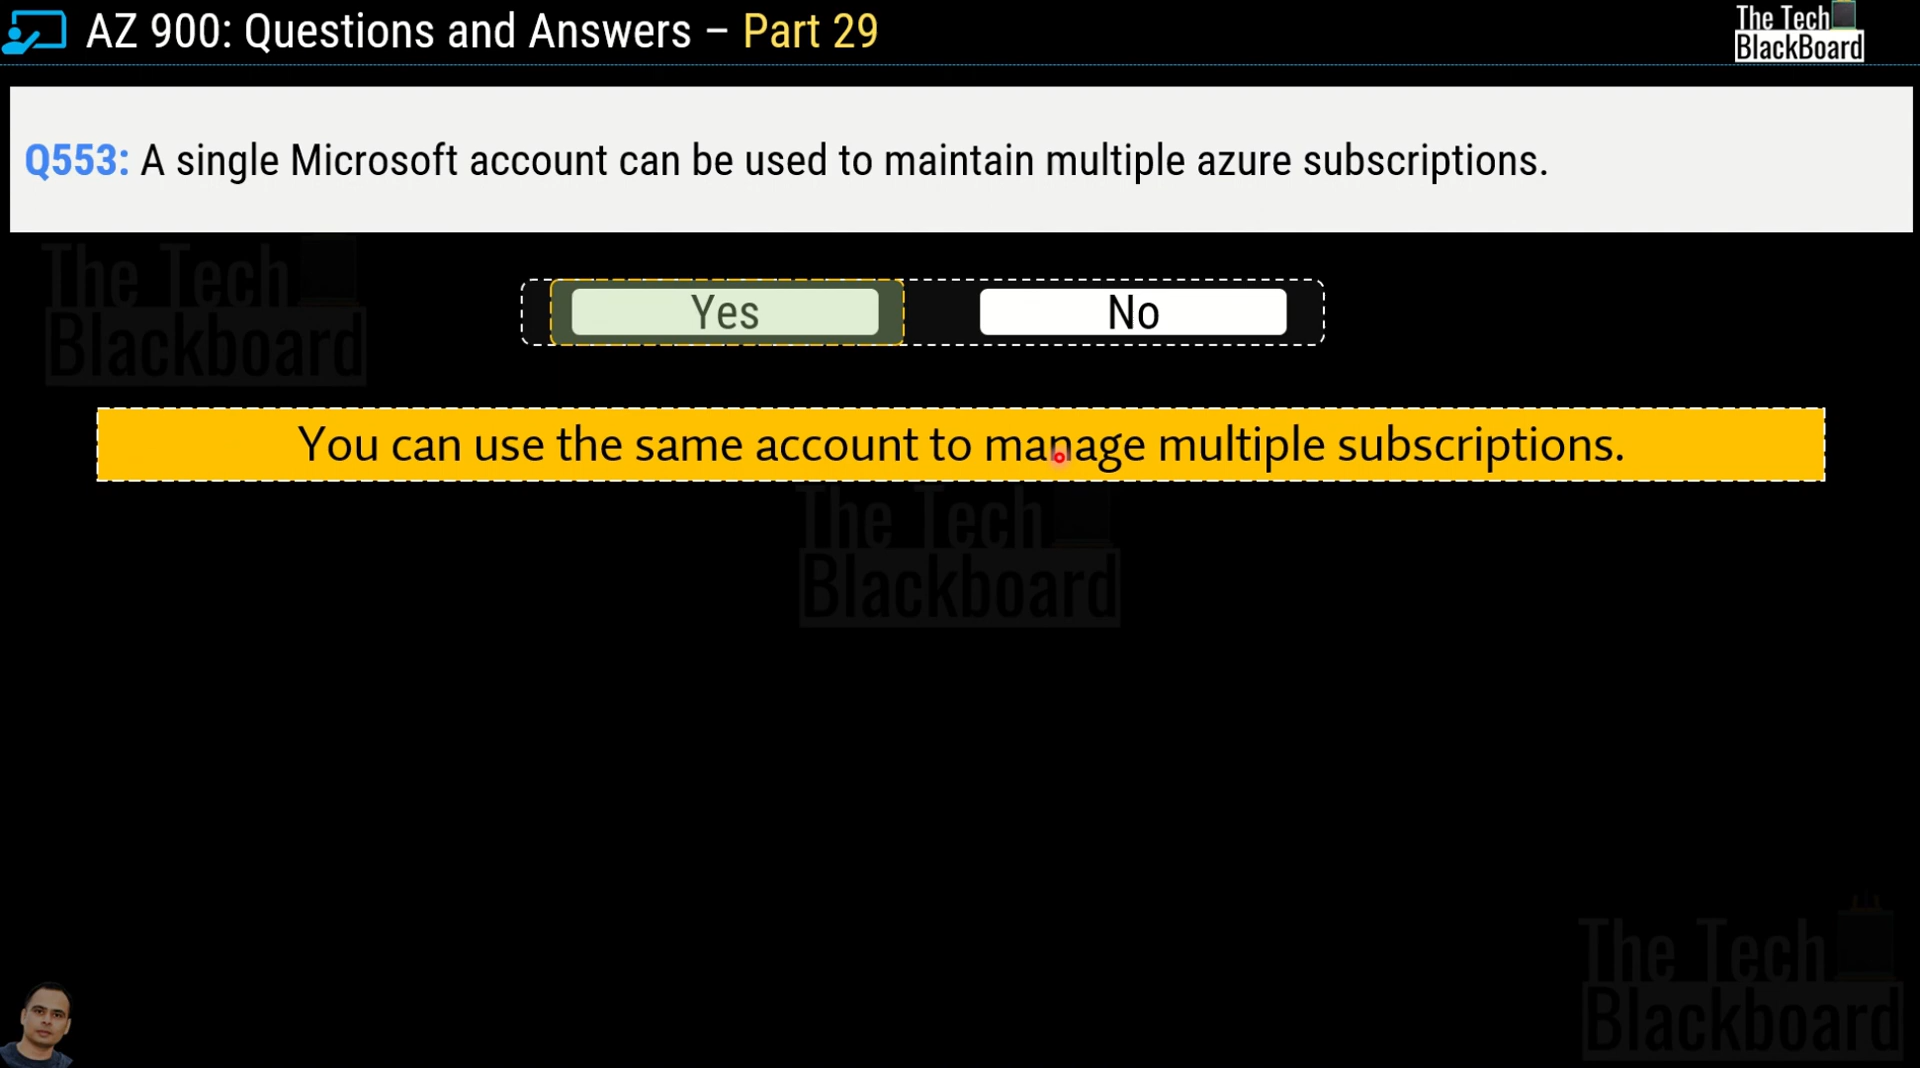 AZ 900: Questions and Answers – Part 29
The Tech
BlackBoard
Q553: A single Microsoft account can be used to maintain multiple azure subscriptions.
The Tech
Blackboard
Yes
No
You can use the same account to manage multiple subscriptions.
The Tech
Blackboard
The Tech
Blackboard